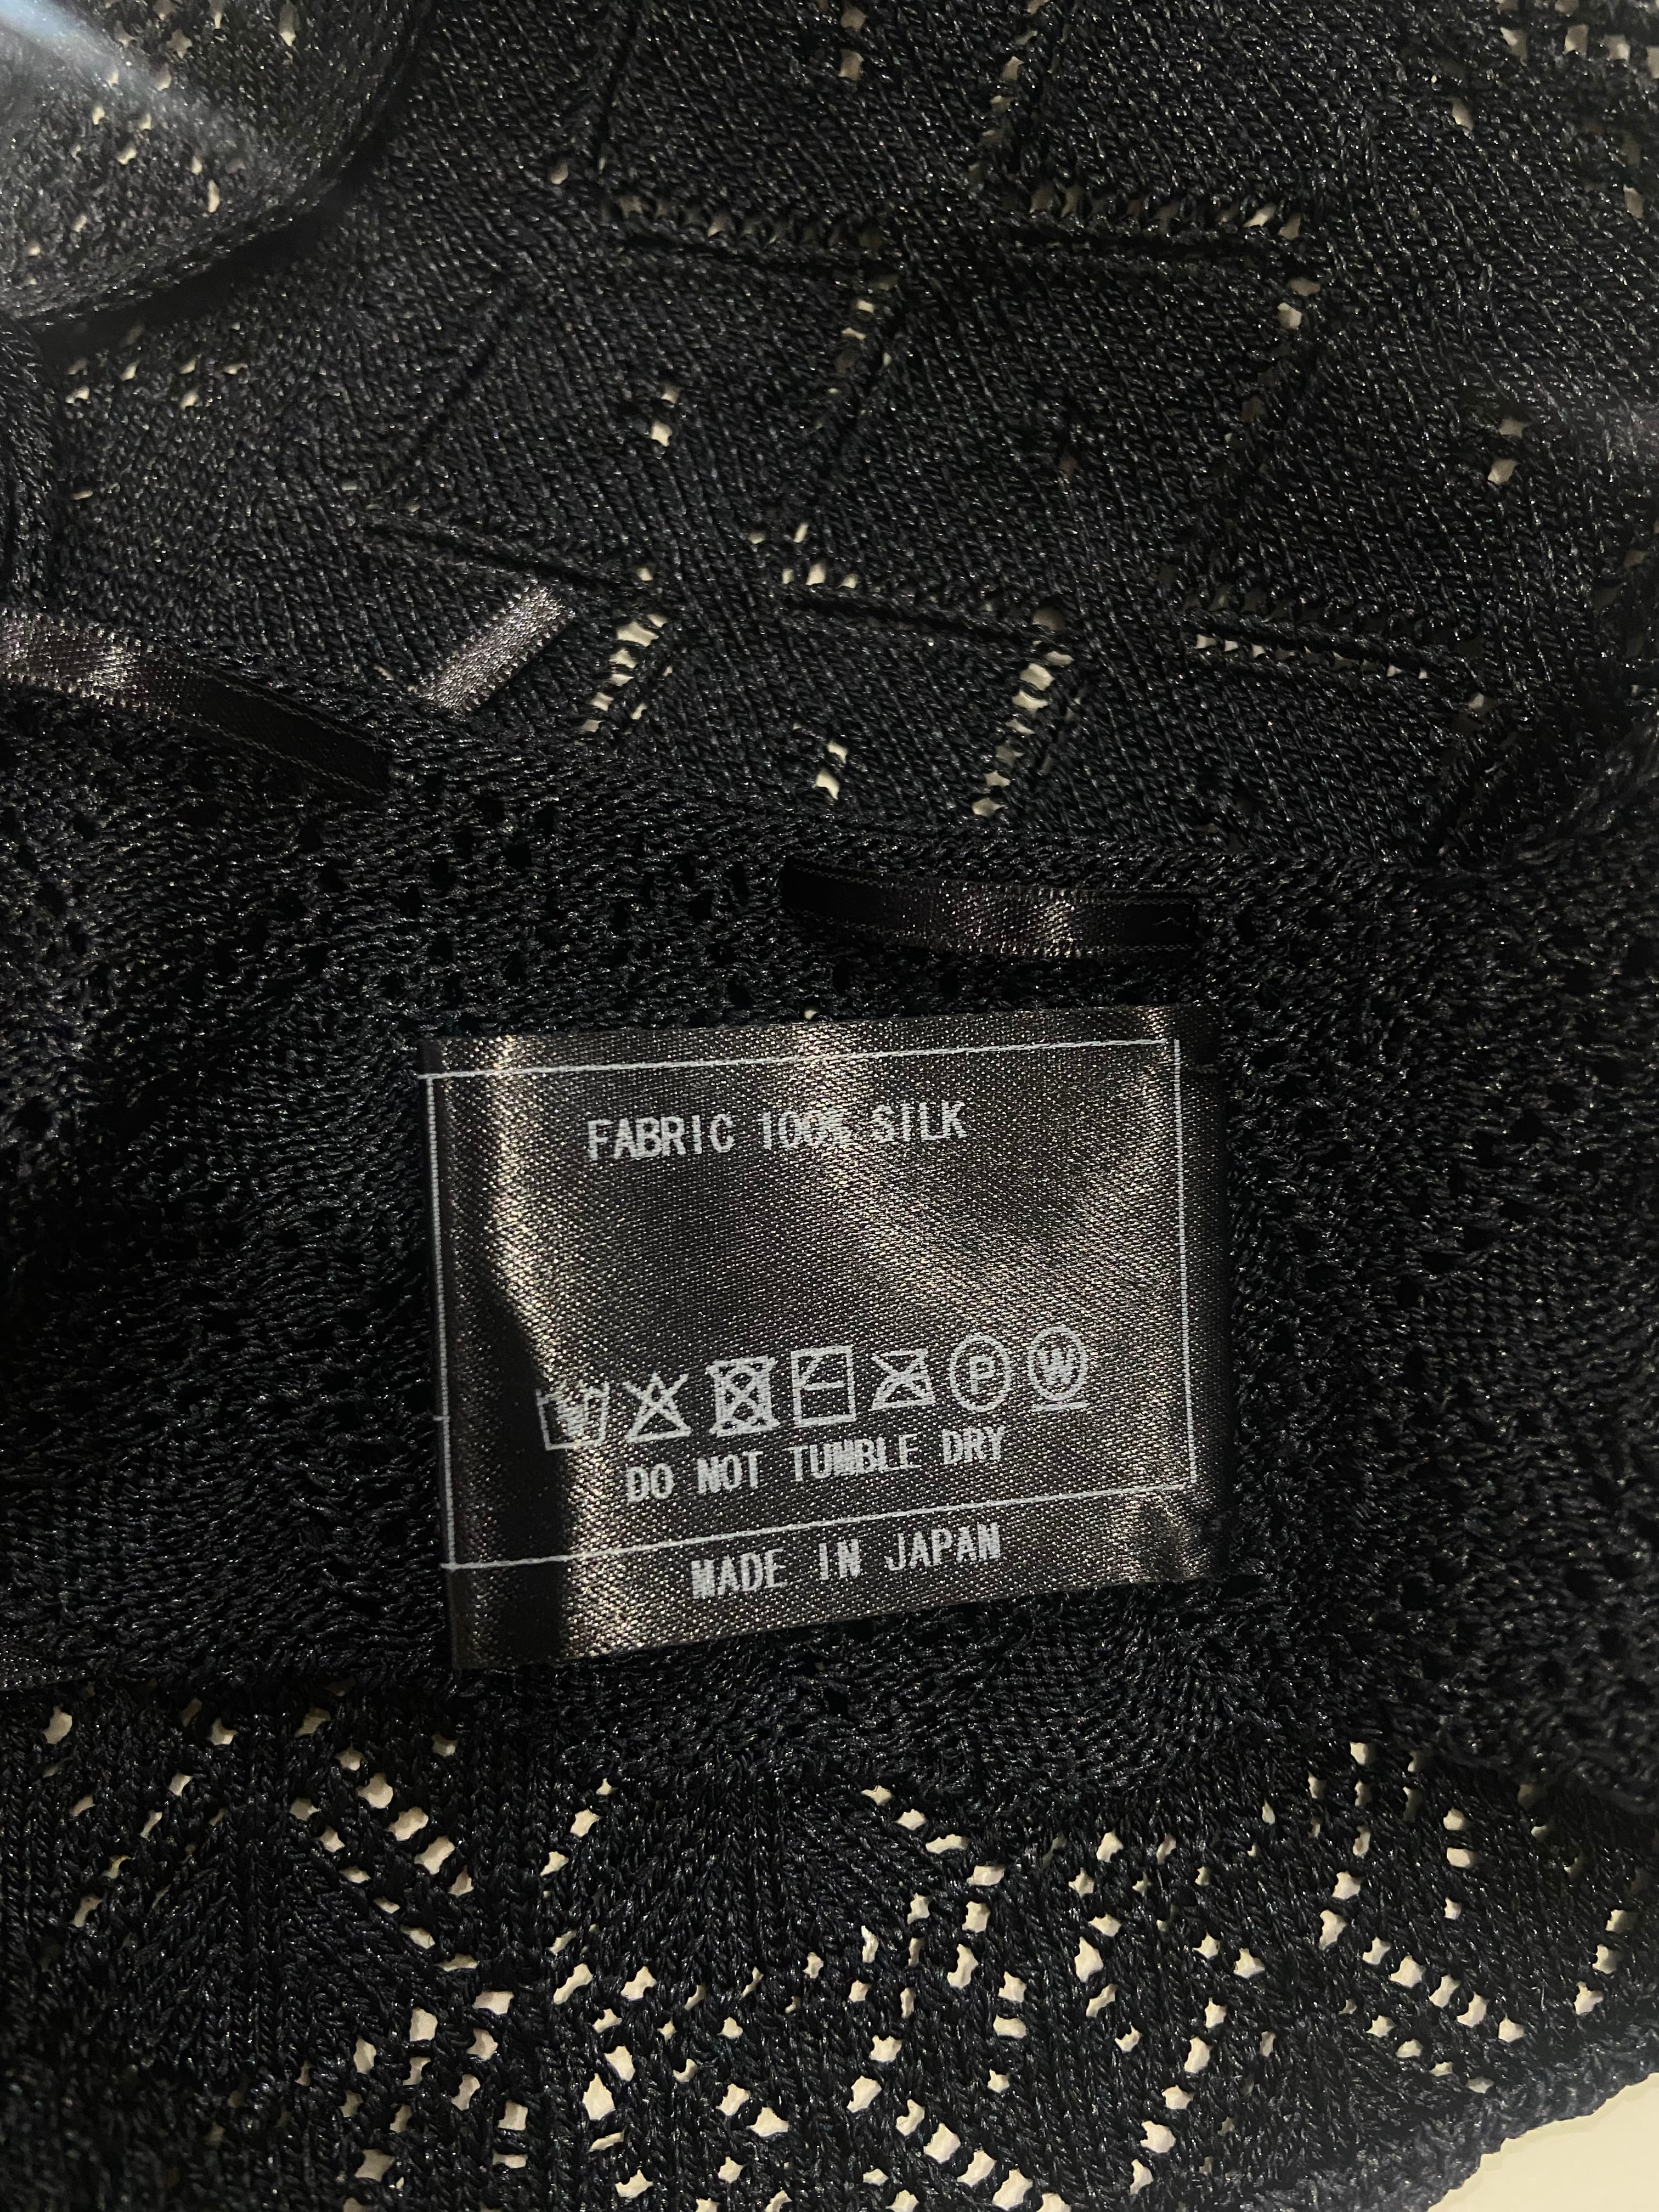 FABRIC 100% SILK
P W
DO NOT TUMBLE DRY
MADE IN JAPAN